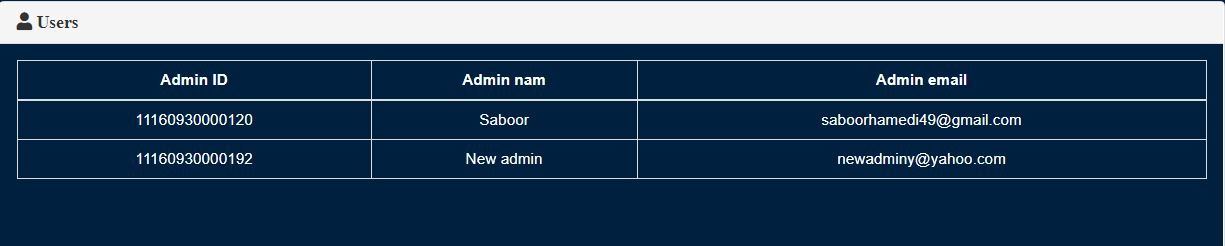 Users
Admin ID Admin nam Admin email
11160930000120 Saboor saboorhamedi49@gmail.com
11160930000192 New admin newadminy@yahoo.com